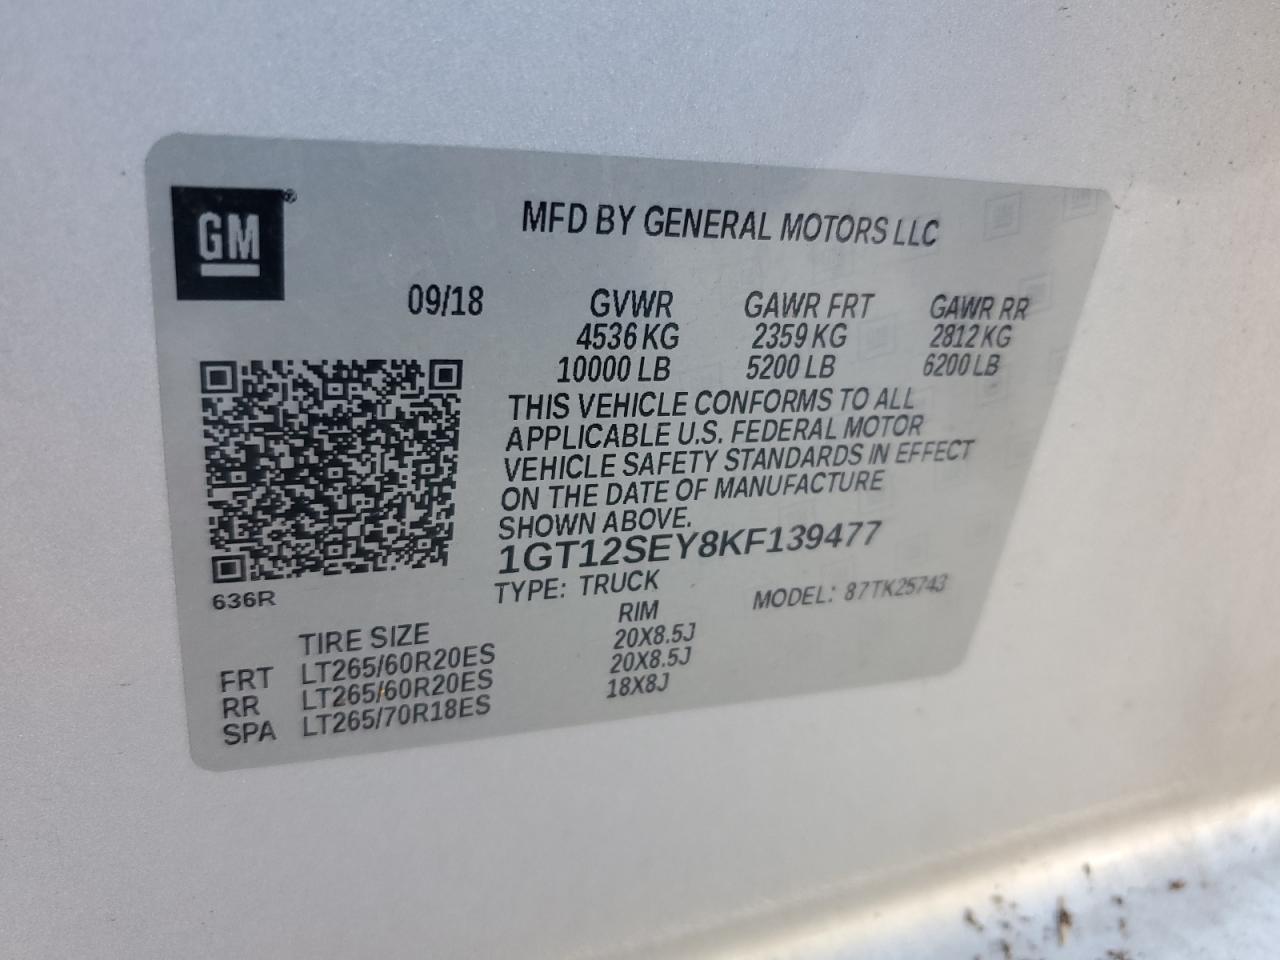 GM®
MFD BY GENERAL MOTORS LLC
09/18 GVWR GAWR FRT GAWR RR
4536 KG 2359 KG 2812 KG
10000 LB 5200 LB 6200 LB
THIS VEHICLE CONFORMS TO ALL
APPLICABLE U.S. FEDERAL MOTOR
VEHICLE SAFETY STANDARDS IN EFFECT
ON THE DATE OF MANUFACTURE
SHOWN ABOVE.
1GT12SEY8KF139477
TYPE: TRUCK MODEL: 87TK25743
636R
TIRE SIZE RIM
FRT LT265/60R20ES 20X8.5J
RR LT265/60R20ES 20X8.5J
SPA LT265/70R18ES 18X8J